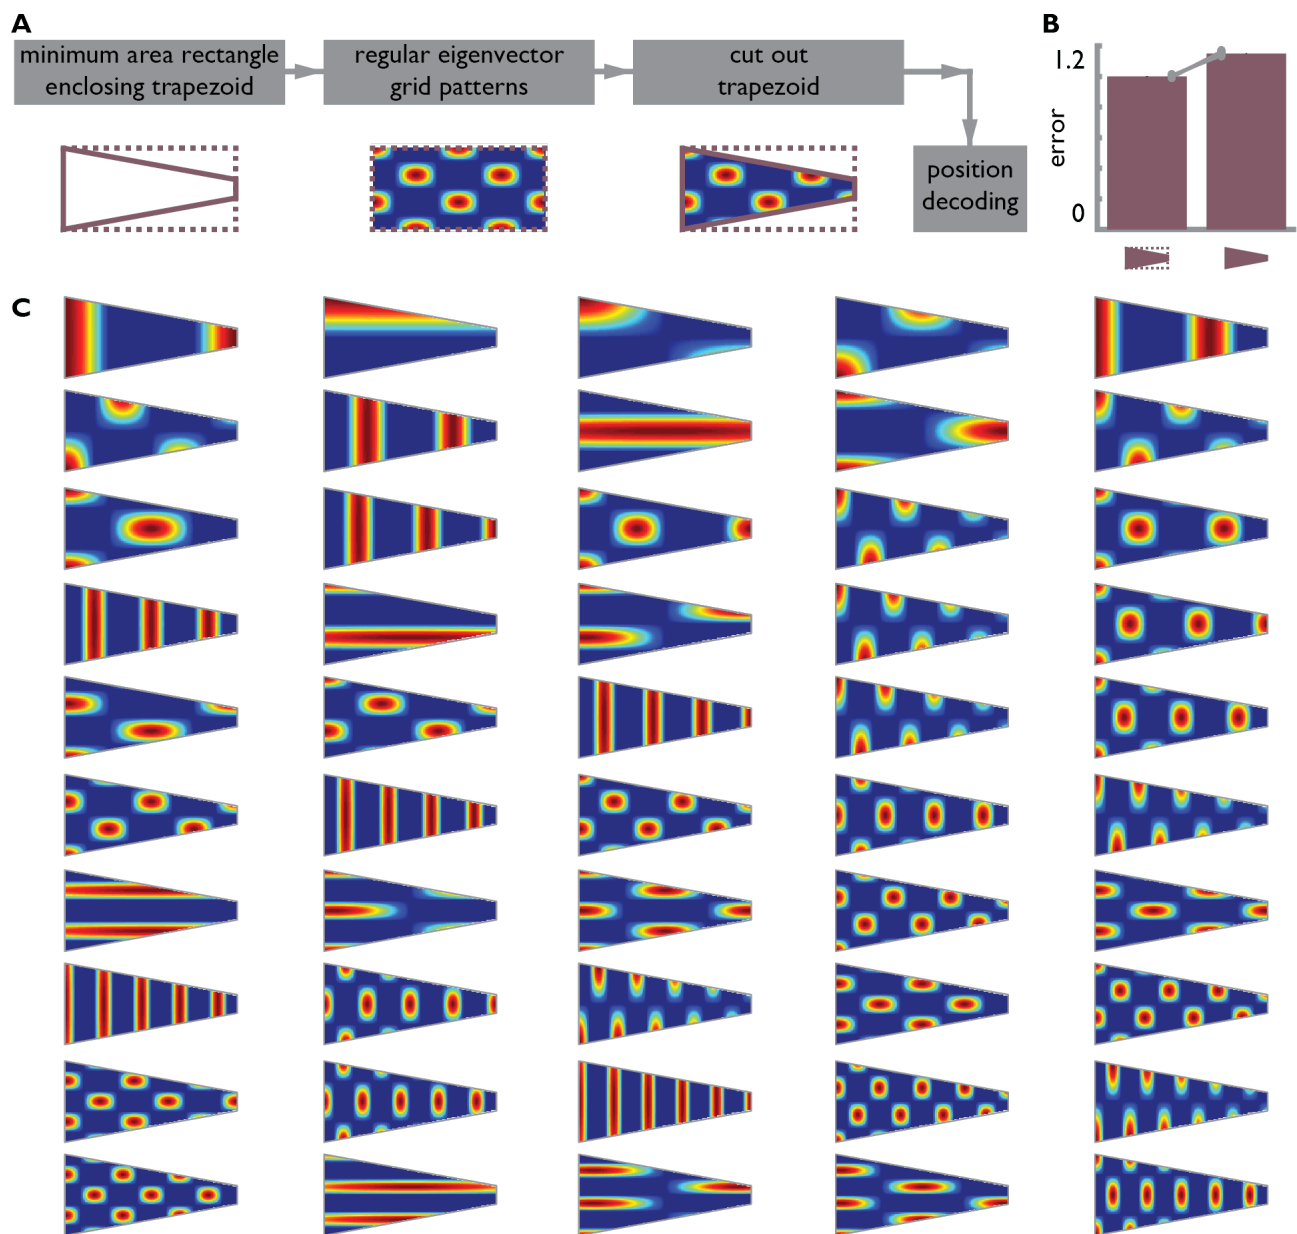 A
minimum area rectangle
enclosing trapezoid
regular eigenvector
grid patterns
cut out
trapezoid
position
decoding
B
1.2
error
0
C